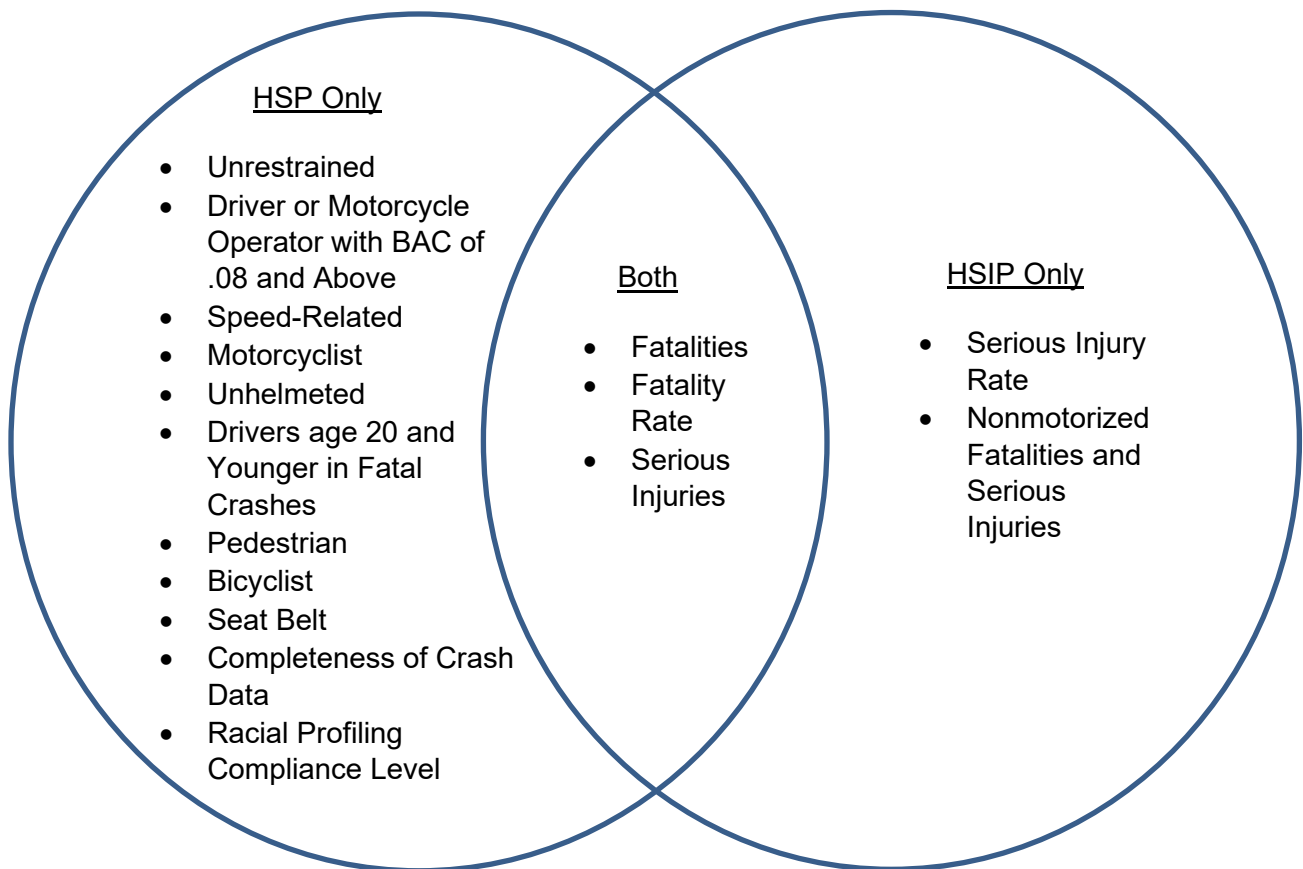 HSP Only
• Unrestrained
• Driver or Motorcycle
Operator with BAC of
.08 and Above
• Speed-Related
• Motorcyclist
• Unhelmeted
• Drivers age 20 and
Younger in Fatal
Crashes
• Pedestrian
• Bicyclist
• Seat Belt
• Completeness of Crash
Data
• Racial Profiling
Compliance Level
Both
• Fatalities
• Fatality
Rate
• Serious
Injuries
HSIP Only
• Serious Injury
Rate
• Nonmotorized
Fatalities and
Serious
Injuries